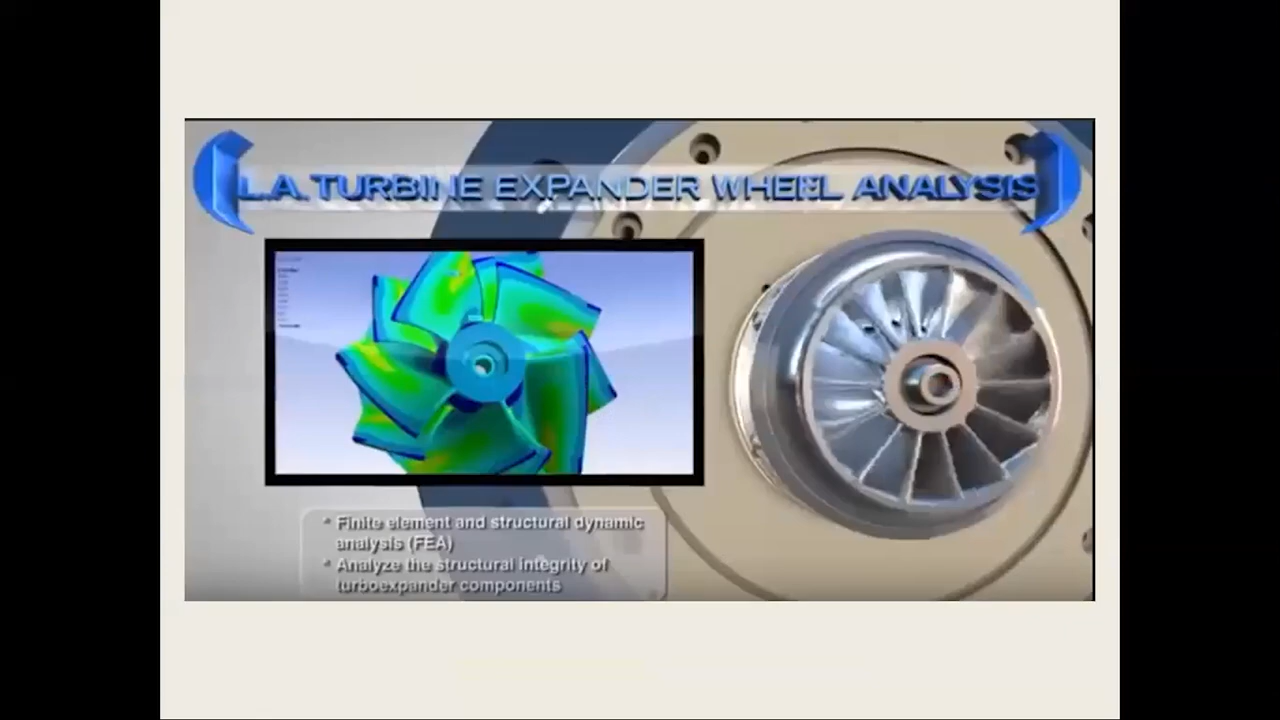 L.A. TURBINE EXPANDER WHEEL ANALYSIS
* Finite element and structural dynamic
analysis (FEA)
* Analyze the structural integrity of
turboexpander components